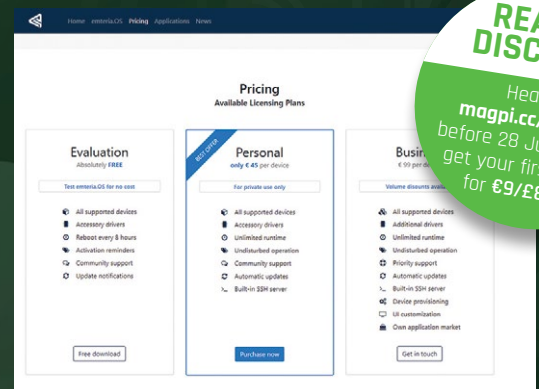 Home emteria.OS Pricing Applications News
Pricing
Available Licensing Plans
Evaluation
Absolutely FREE
Test emteria.OS for no cost
All supported devices
Accessory drivers
Reboot every 8 hours
Activation reminders
Community support
Update notifications
Free download
BEST OFFER
Personal
only € 45 per device
For private use only
All supported devices
Accessory drivers
Unlimited runtime
Undisturbed operation
Community support
Automatic updates
Built-in SSH server
Purchase now
€ 99 per
Volume discounts
All supported devices
Additional drivers
Unlimited runtime
Undisturbed operation
Priority support
Automatic updates
Built-in SSH server
Device provisioning
UI customization
Own application market
Get in touch
magpi.cc/
before 28
get your
for €9/£8